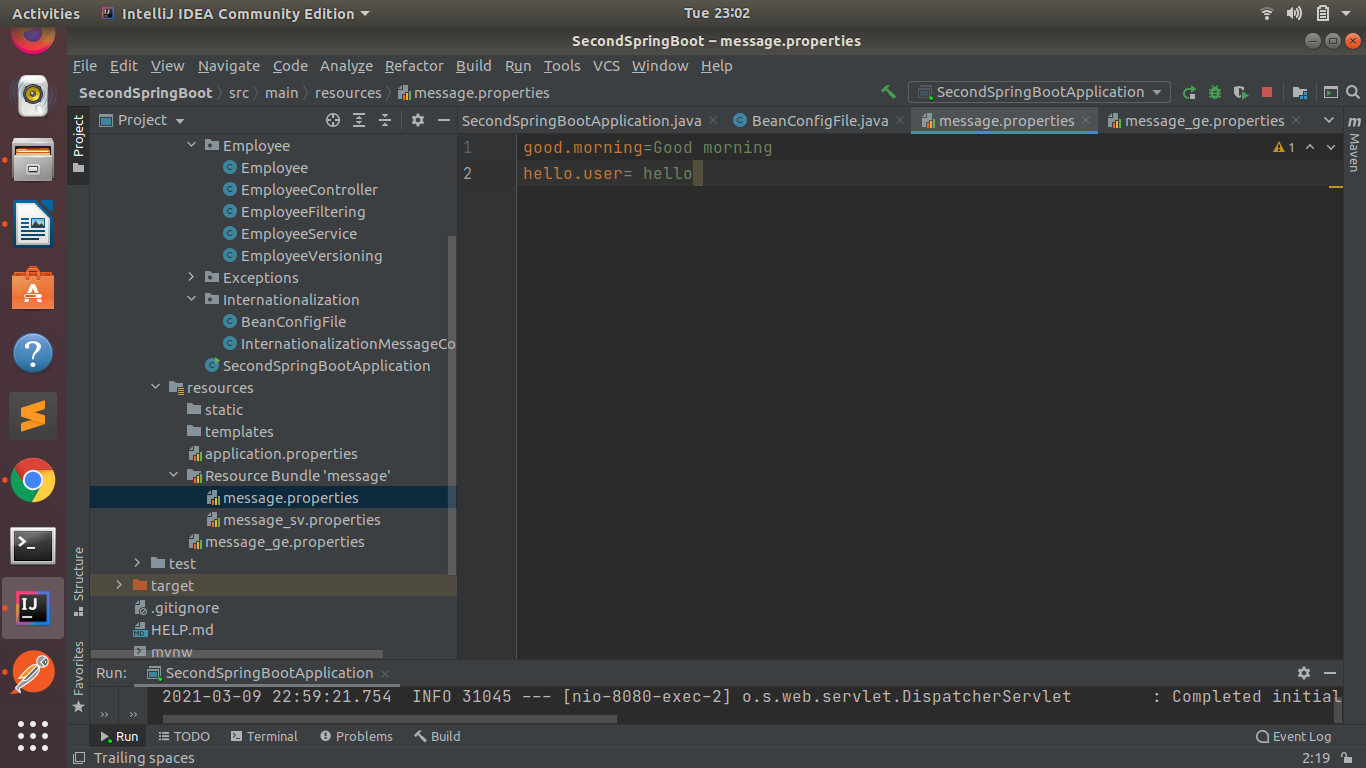 Activities IntelliJ IDEA Community Edition Tue 23:02
SecondSpringBoot – message.properties
File Edit View Navigate Code Analyze Refactor Build Run Tools VCS Window Help
SecondSpringBoot src main resources message.properties SecondSpringBootApplication
Project SecondSpringBootApplication.java BeanConfigFile.java message.properties message_ge.properties
Project
Maven
1 good.morning=Good morning 1
2 hello.user= hello
Employee
Employee
EmployeeController
EmployeeFiltering
EmployeeService
EmployeeVersioning
Exceptions
Internationalization
BeanConfigFile
InternationalizationMessageCo
SecondSpringBootApplication
resources
static
templates
application.properties
Resource Bundle 'message'
message.properties
message_sv.properties
message_ge.properties
test
target
.gitignore
HELP.md
mvnw
Structure
Favorites
Run: SecondSpringBootApplication
2021-03-09 22:59:21.754 INFO 31045 --- [nio-8080-exec-2] o.s.web.servlet.DispatcherServlet : Completed initial
Run TODO Terminal Problems Build Event Log
Trailing spaces 2:19